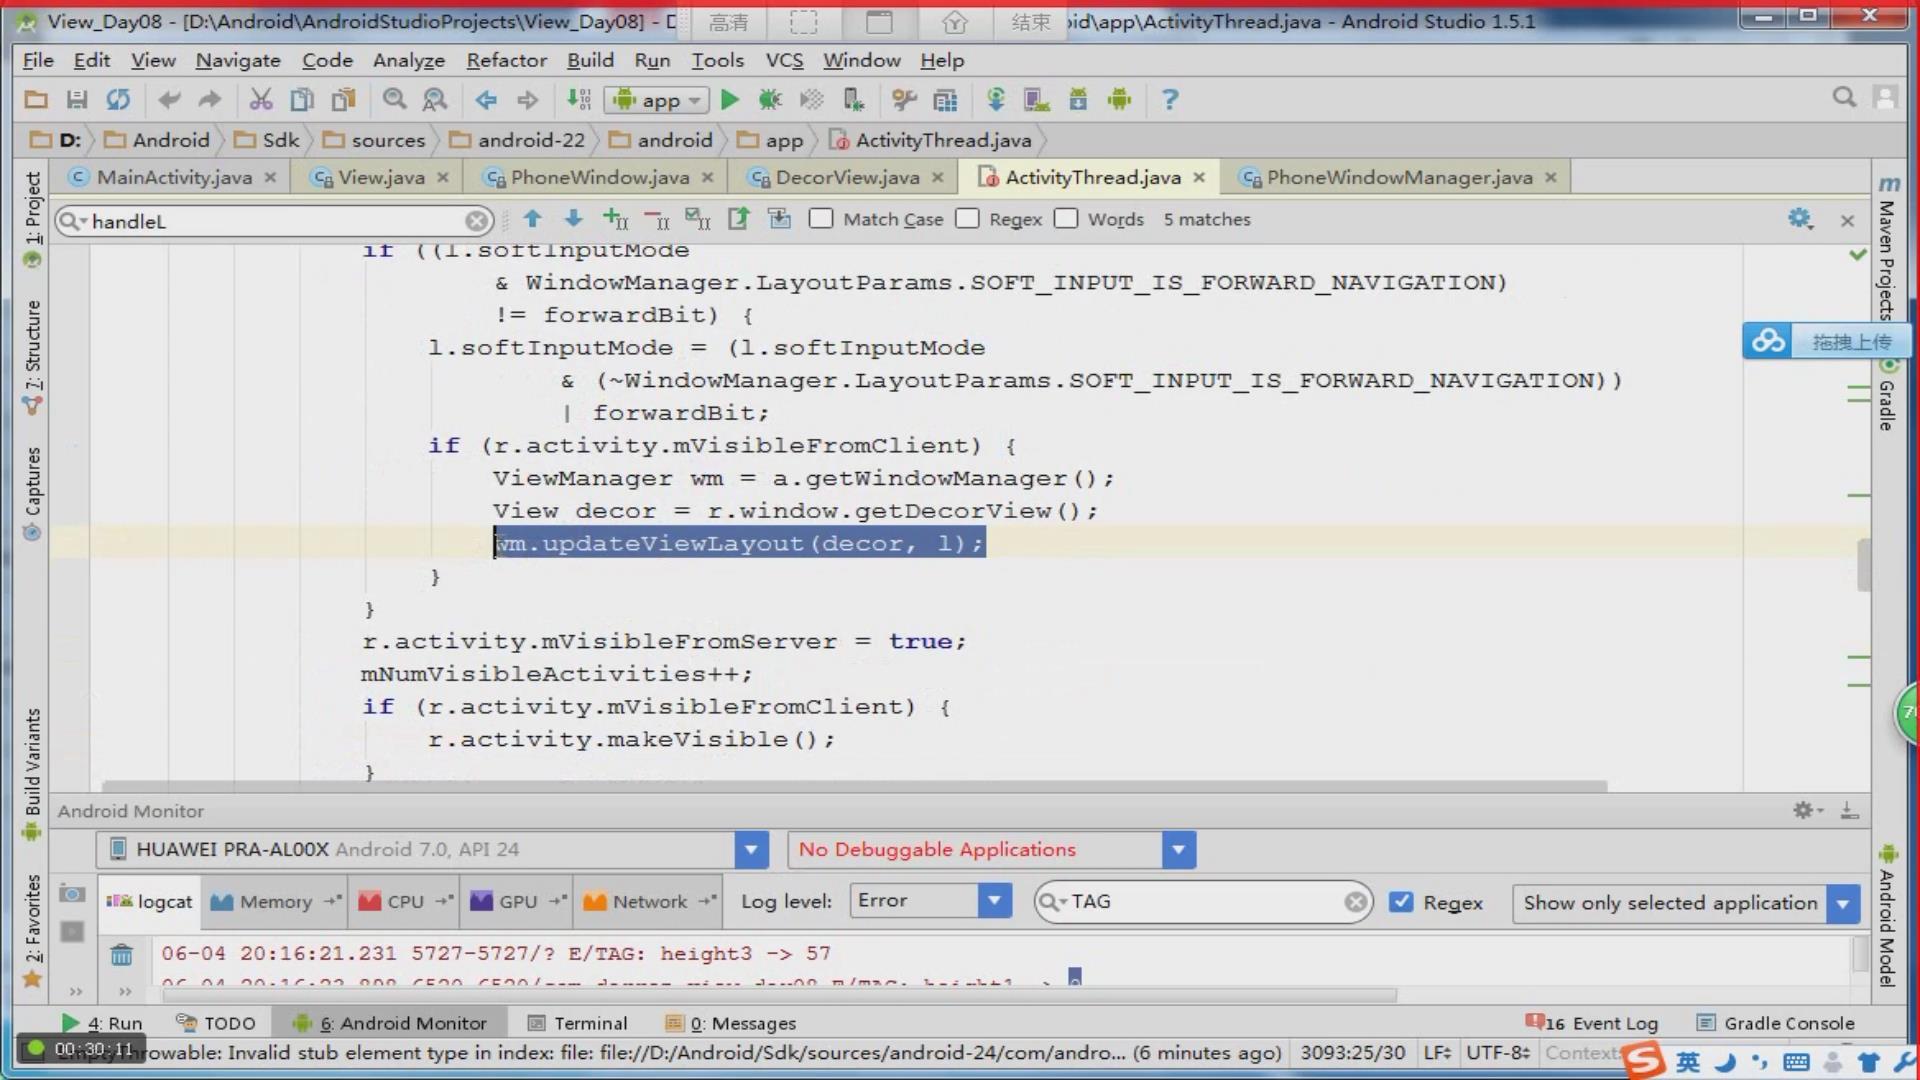 View_Day08 - [D:\Android\AndroidStudioProjects\View_Day08] - 高清 结束 id\app\ActivityThread.java - Android Studio 1.5.1
File Edit View Navigate Code Analyze Refactor Build Run Tools VCS Window Help
app
D: Android Sdk sources android-22 android app ActivityThread.java
MainActivity.java View.java PhoneWindow.java DecorView.java ActivityThread.java PhoneWindowManager.java
handleL Match Case Regex Words 5 matches
if ((l.softInputMode
& WindowManager.LayoutParams.SOFT_INPUT_IS_FORWARD_NAVIGATION)
!= forwardBit) {
l.softInputMode = (l.softInputMode
& (~WindowManager.LayoutParams.SOFT_INPUT_IS_FORWARD_NAVIGATION))
| forwardBit;
if (r.activity.mVisibleFromClient) {
ViewManager wm = a.getWindowManager();
View decor = r.window.getDecorView();
wm.updateViewLayout(decor, l);
}
}
r.activity.mVisibleFromServer = true;
mNumVisibleActivities++;
if (r.activity.mVisibleFromClient) {
r.activity.makeVisible();
}
1: Project
7: Structure
Captures
Build Variants
2: Favorites
Maven Projects
拖拽上传
Gradle
Android Model
Android Monitor
HUAWEI PRA-AL00X Android 7.0, API 24 No Debuggable Applications
logcat Memory CPU GPU Network Log level: Error TAG Regex Show only selected application
06-04 20:16:21.231 5727-5727/? E/TAG: height3 -> 57
4: Run TODO 6: Android Monitor Terminal 0: Messages 16 Event Log Gradle Console
00:30:11 Throwable: Invalid stub element type in index: file: file://D:/Android/Sdk/sources/android-24/com/andro... (6 minutes ago) 3093:25/30 LF UTF-8 Context: 英